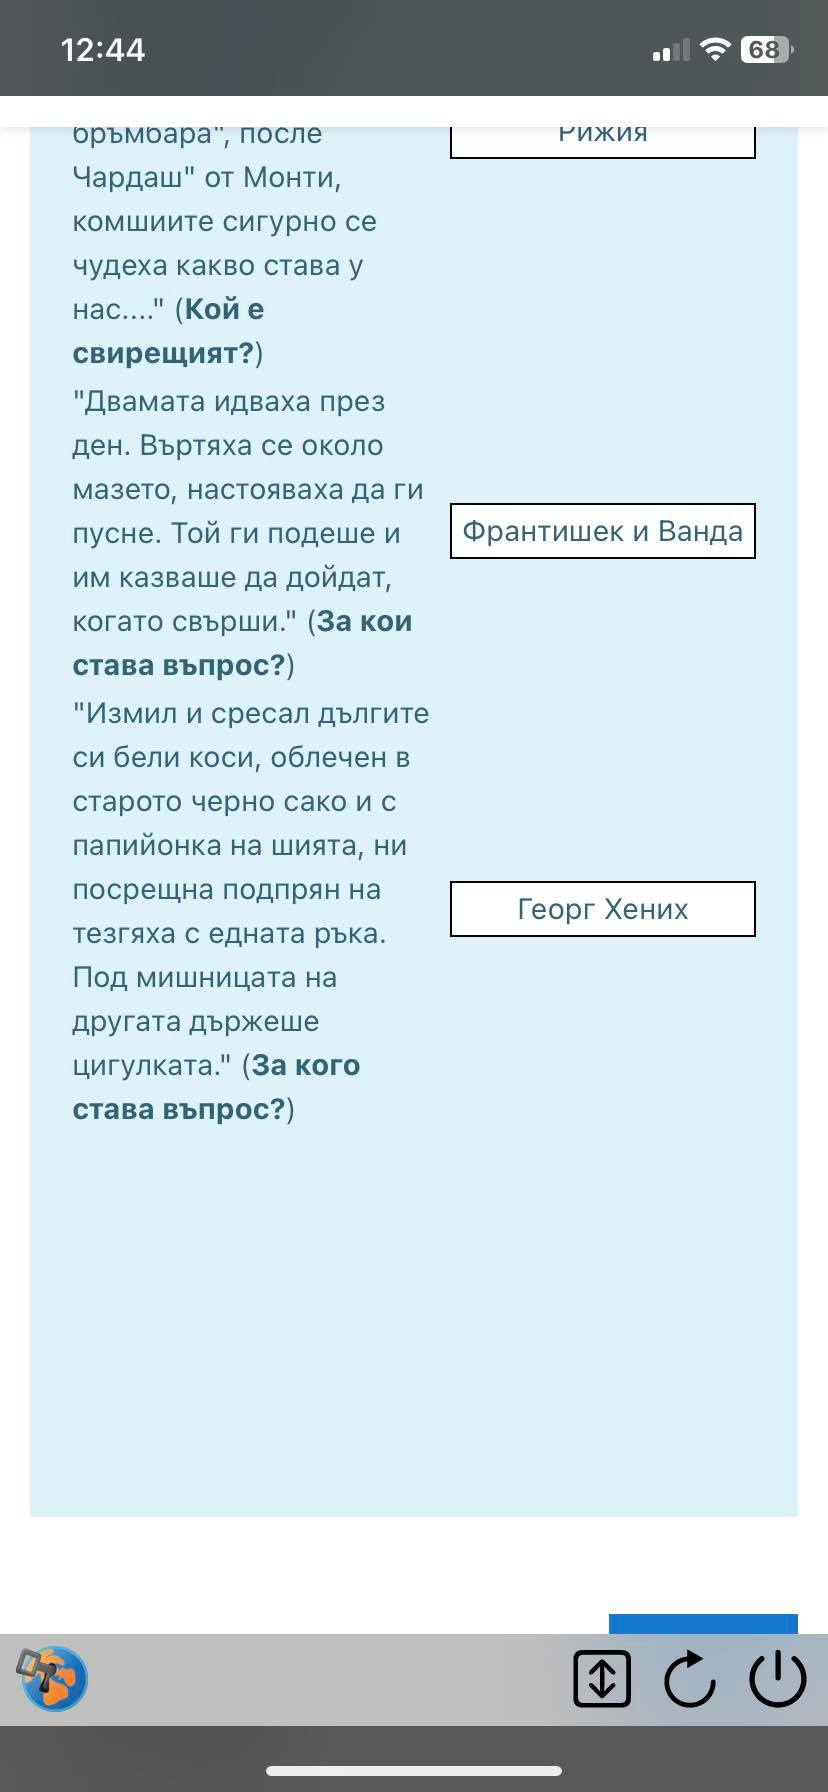 12:44
68
бръмбара", после
Рижия
Чардаш" от Монти,
комшиите сигурно се
чудеха какво става у
нас...." (Кой е
свирещият?)
"Двамата идваха през
ден. Въртяха се около
мазето, настояваха да ги
пусне. Той ги подеше и
им казваше да дойдат,
когато свърши." (За кои
става въпрос?)
Франтишек и Ванда
"Измил и сресал дългите
си бели коси, облечен в
старото черно сако и с
папийонка на шията, ни
посрещна подпрян на
тезгяха с едната ръка.
Под мишницата на
другата държеше
цигулката." (За кого
става въпрос?)
Георг Хених